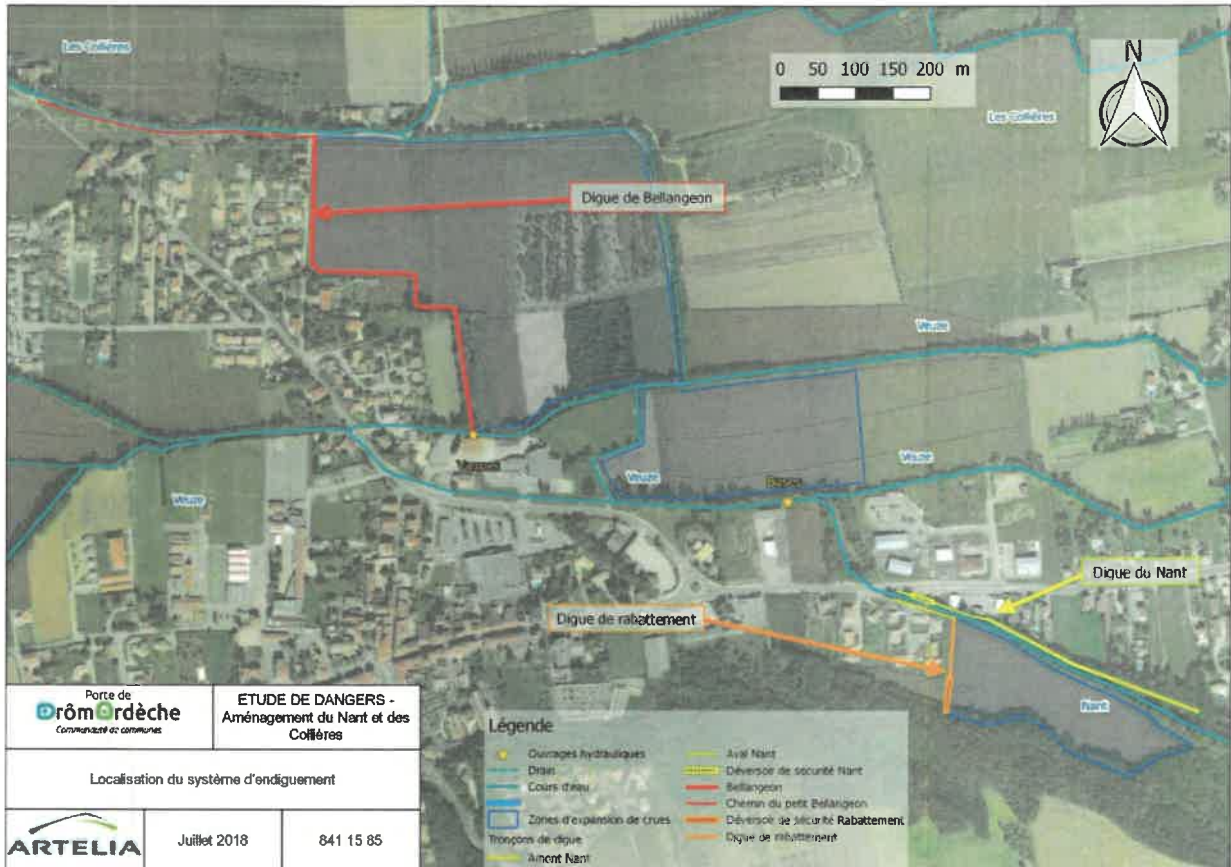 Les Collières
0 50 100 150 200 m
N
Les Collières
Digue de Bellangeon
Veuze
Vannes
Veuze
Buses
Veuze
Veuze
Digue du Nant
Digue de rabattement
Nant
Porte de
DrômArdèche
Communauté de communes
ETUDE DE DANGERS -
Aménagement du Nant et des
Collières
Localisation du système d'endiguement
ARTELIA
Juillet 2018
841 15 85
Légende
Ouvrages hydrauliques
Drain
Cours d'eau
Zones d'expansion de crues
Tronçons de digue
Amont Nant
Aval Nant
Déversoir de sécurité Nant
Bellangeon
Chemin du petit Bellangeon
Déversoir de sécurité Rabattement
Digue de rabattement